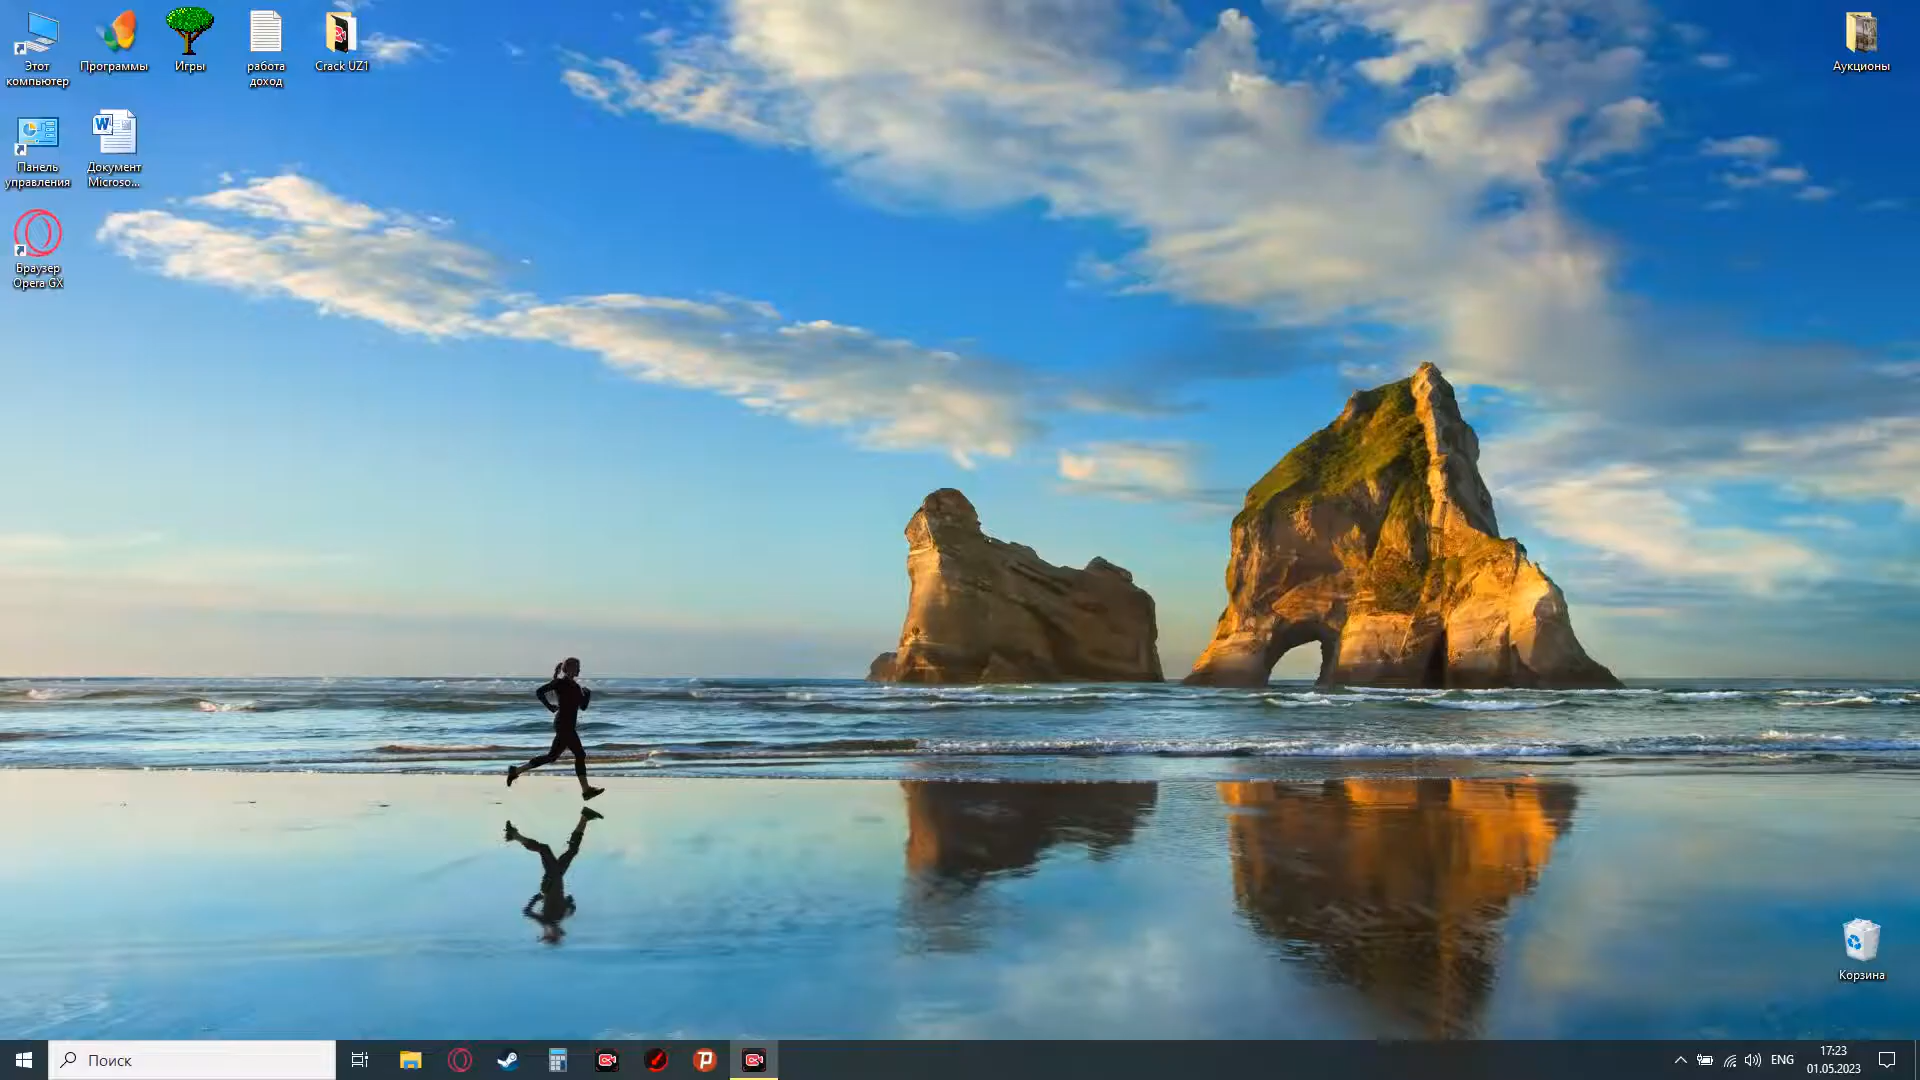 Этот
компьютер
Программы
Игры
работа
доход
Crack UZ1
Аукционы
Панель
управления
W
Документ
Microso...
Браузер
Opera GX
Корзина
Поиск
ENG
17:23
01.05.2023